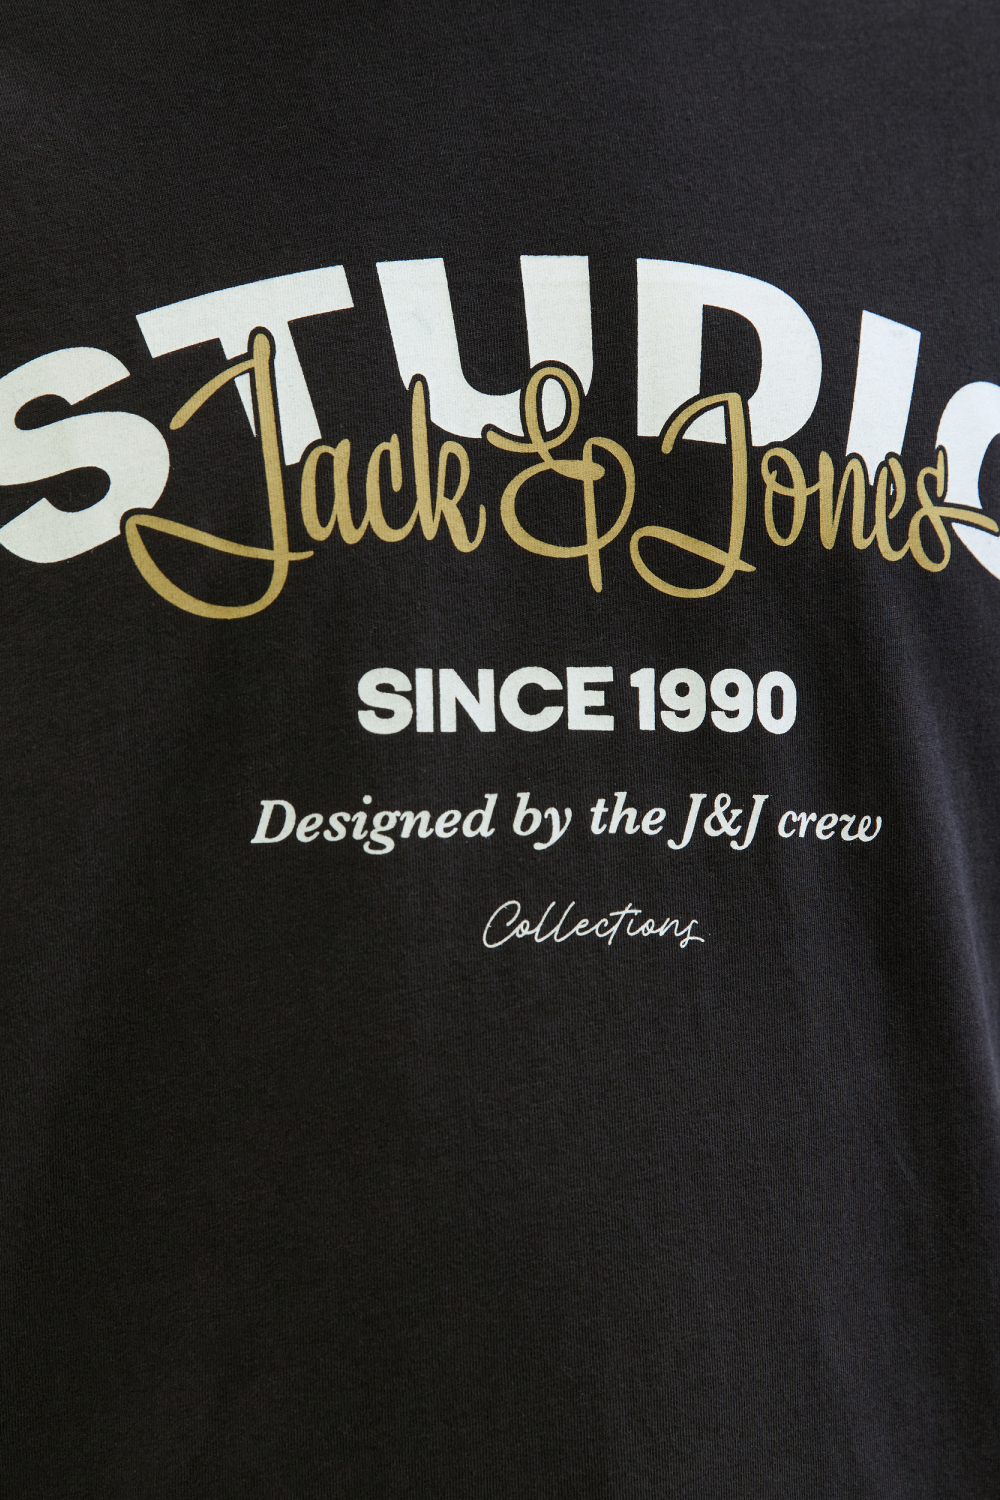 STUDIO
Jack & Jones
SINCE 1990
Designed by the J&J crew
Collections